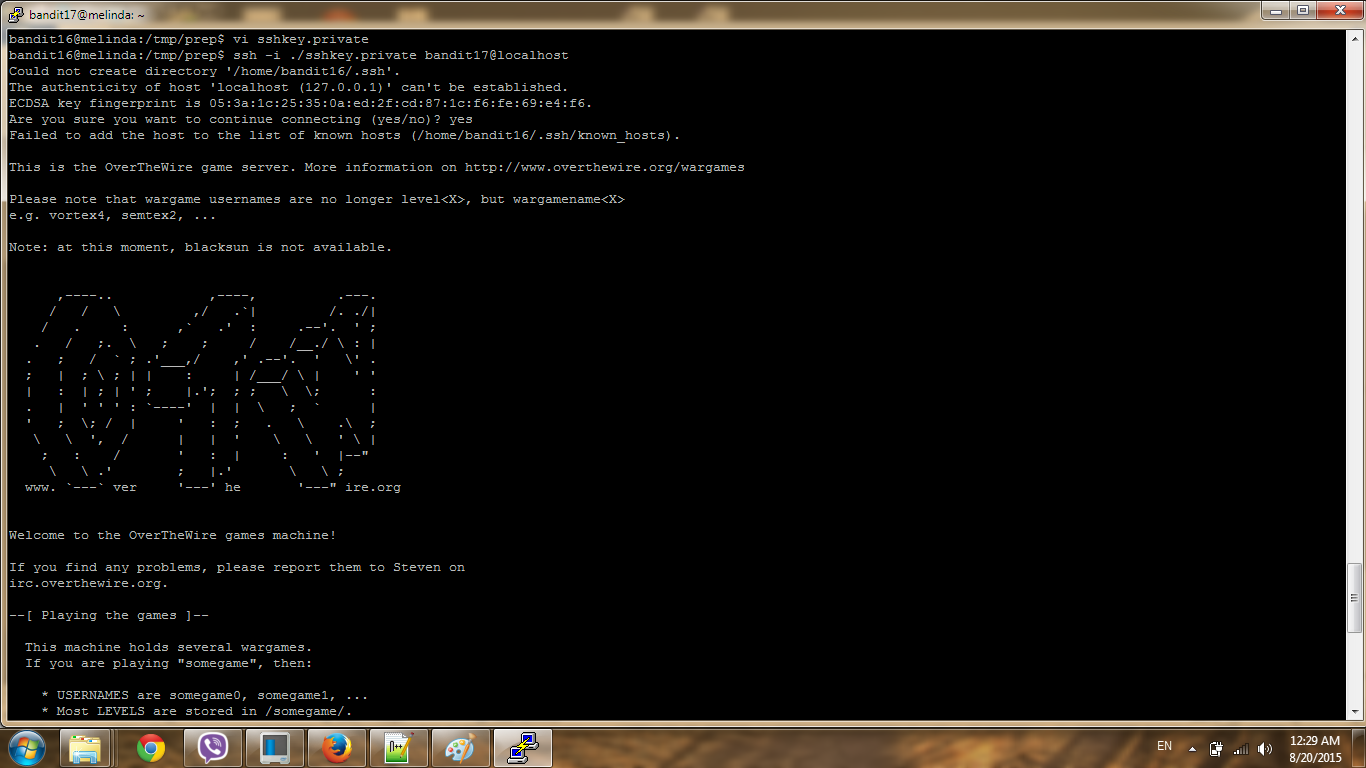 bandit17@melinda: ~
bandit16@melinda:/tmp/prep$ vi sshkey.private
bandit16@melinda:/tmp/prep$ ssh -i ./sshkey.private bandit17@localhost
Could not create directory '/home/bandit16/.ssh'.
The authenticity of host 'localhost (127.0.0.1)' can't be established.
ECDSA key fingerprint is 05:3a:1c:25:35:0a:ed:2f:cd:87:1c:f6:fe:69:e4:f6.
Are you sure you want to continue connecting (yes/no)? yes
Failed to add the host to the list of known hosts (/home/bandit16/.ssh/known_hosts).
This is the OverTheWire game server. More information on http://www.overthewire.org/wargames
Please note that wargame usernames are no longer level<X>, but wargamename<X>
e.g. vortex4, semtex2, ...
Note: at this moment, blacksun is not available.
www. `---` ver '---' he '---" ire.org
Welcome to the OverTheWire games machine!
If you find any problems, please report them to Steven on
irc.overthewire.org.
--[ Playing the games ]--
This machine holds several wargames.
If you are playing "somegame", then:
* USERNAMES are somegame0, somegame1, ...
* Most LEVELS are stored in /somegame/.
EN
12:29 AM
8/20/2015